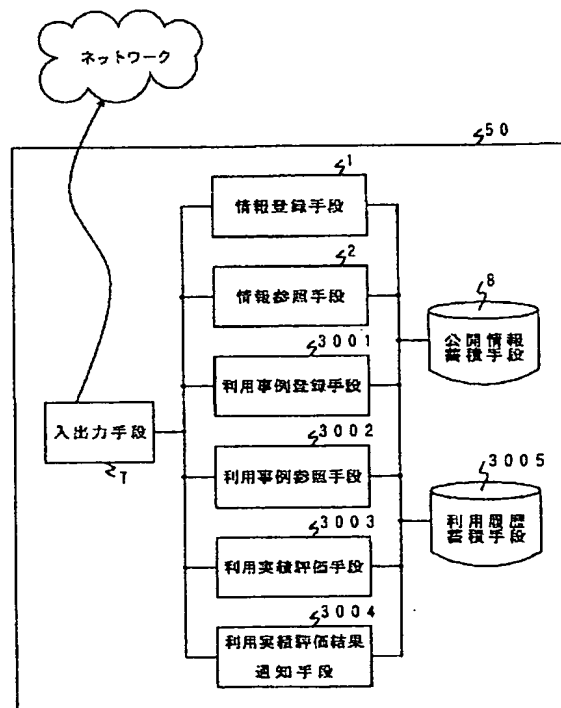 ネットワーク
50
1
情報登録手段
2
情報参照手段
8
公開情報
蓄積手段
3001
利用事例登録手段
入出力手段
7
3002
利用事例参照手段
3005
利用履歴
蓄積手段
3003
利用実績評価手段
3004
利用実績評価結果
通知手段